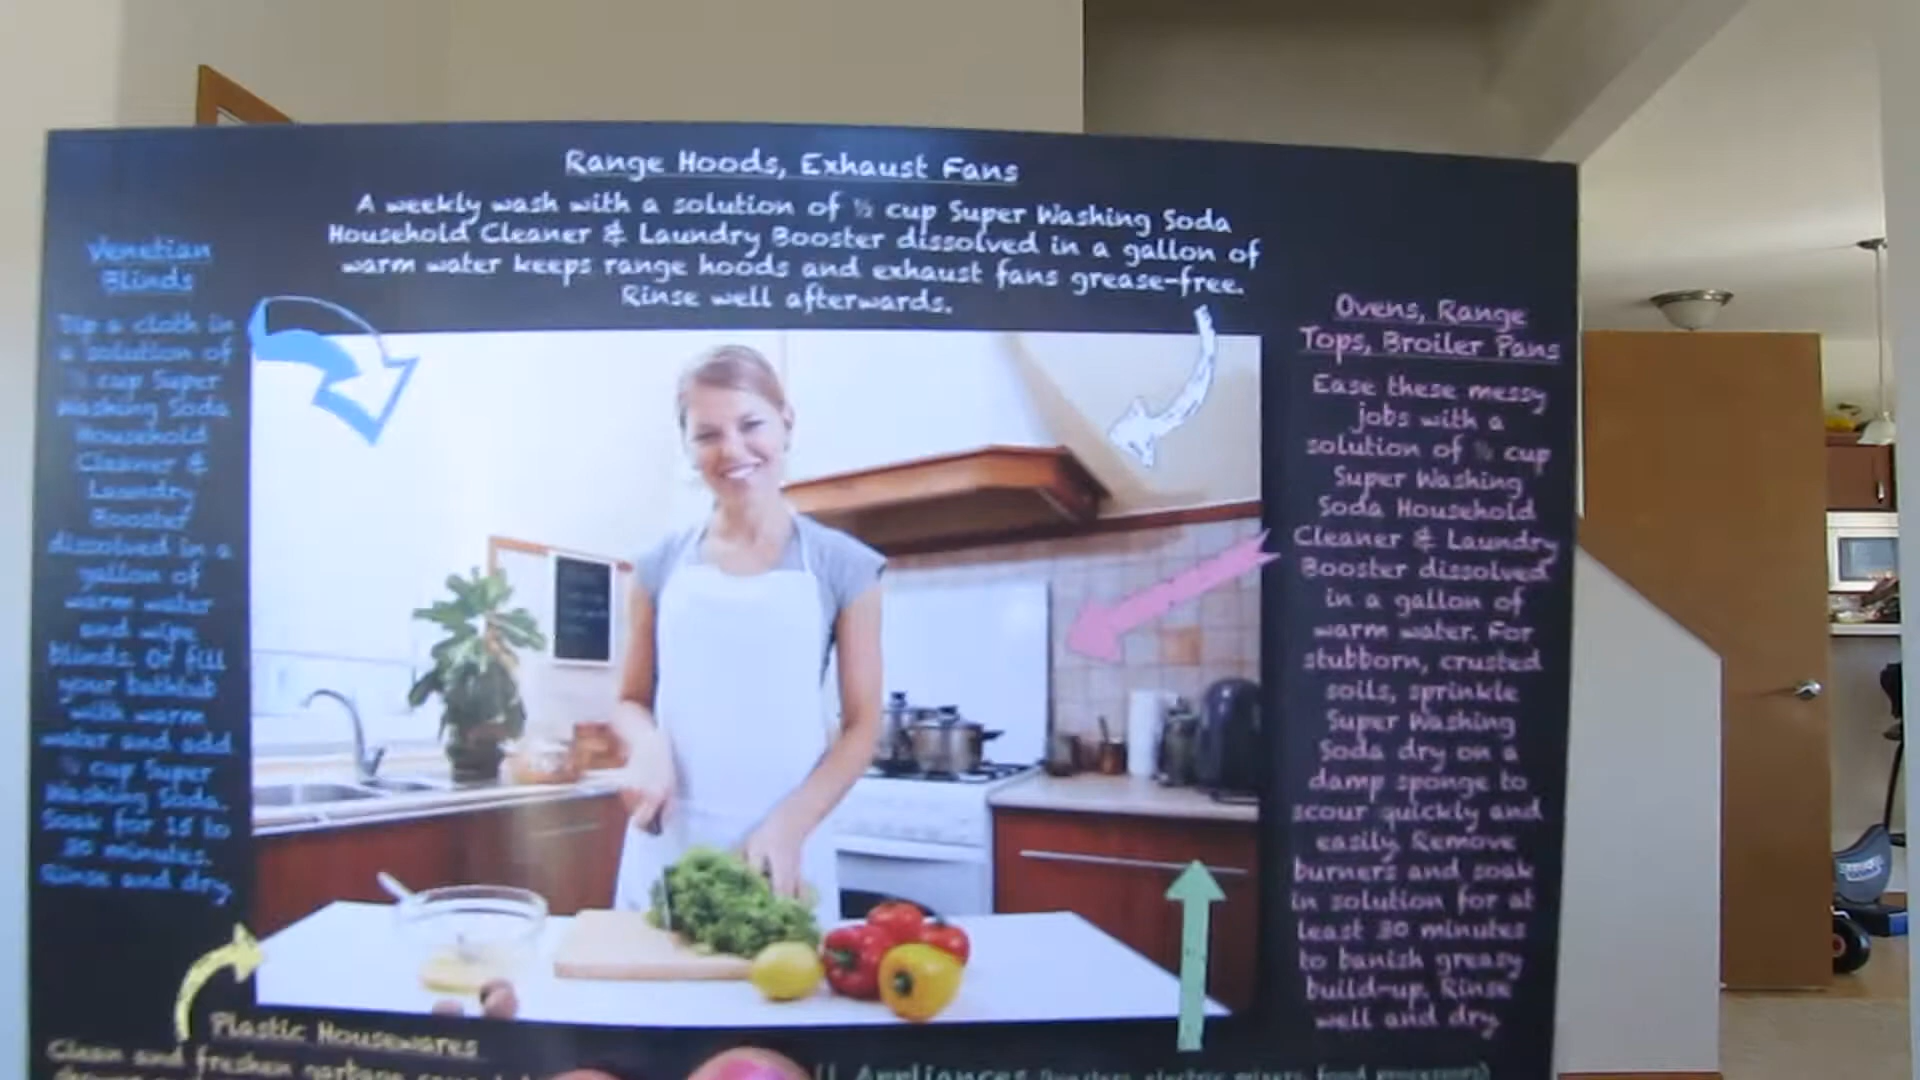 Range Hoods, Exhaust Fans
A weekly wash with a solution of ½ cup Super Washing Soda
Household Cleaner & Laundry Booster dissolved in a gallon of
warm water keeps range hoods and exhaust fans grease-free.
Rinse well afterwards.
Venetian
Blinds
Dip a cloth in
a solution of
cup Super
Washing Soda
Household
Cleaner &
Laundry
Booster
dissolved in a
gallon of
warm water
and wipe
blinds. Or fill
your bathtub
with warm
water and add
cup Super
Washing Soda.
Soak for 15 to
30 minutes.
Rinse and dry.
Ovens, Range
Tops, Broiler Pans
Ease these messy
jobs with a
solution of cup
Super Washing
Soda Household
Cleaner & Laundry
Booster dissolved
in a gallon of
warm water. For
stubborn, crusted
soils, sprinkle
Super Washing
Soda dry on a
damp sponge to
scour quickly and
easily. Remove
burners and soak
in solution for at
least 30 minutes
to banish greasy
build-up. Rinse
well and dry.
Plastic Housewares
Clean and freshen garbage
Appliances (toasters, electric mixers, food processors)